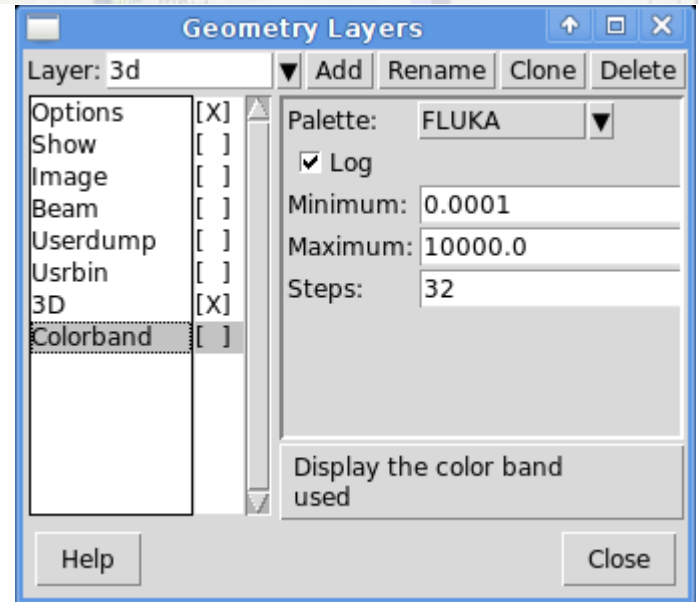 Geometry Layers
Layer: 3d Add Rename Clone Delete
Options [X]
Show [ ]
Image [ ]
Beam [ ]
Userdump [ ]
Usrbin [ ]
3D [X]
Colorband [ ]
Palette: FLUKA
Log
Minimum: 0.0001
Maximum: 10000.0
Steps: 32
Display the color band
used
Help Close